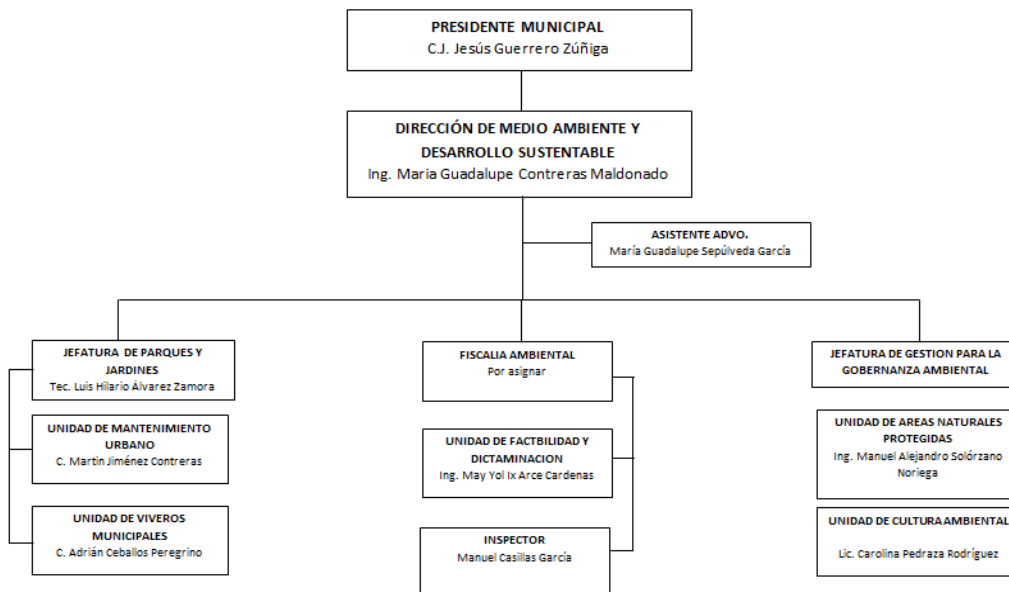 PRESIDENTE MUNICIPAL
C.J. Jesús Guerrero Zúñiga
DIRECCIÓN DE MEDIO AMBIENTE Y
DESARROLLO SUSTENTABLE
Ing. Maria Guadalupe Contreras Maldonado
ASISTENTE ADVO.
María Guadalupe Sepúlveda García
JEFATURA DE PARQUES Y
JARDINES
Tec. Luis Hilario Álvarez Zamora
UNIDAD DE MANTENIMIENTO
URBANO
C. Martin Jiménez Contreras
UNIDAD DE VIVEROS
MUNICIPALES
C. Adrián Ceballos Peregrino
FISCALIA AMBIENTAL
Por asignar
UNIDAD DE FACTBILIDAD Y
DICTAMINACION
Ing. May Yol Ix Arce Cardenas
INSPECTOR
Manuel Casillas García
JEFATURA DE GESTION PARA LA
GOBERNANZA AMBIENTAL
UNIDAD DE AREAS NATURALES
PROTEGIDAS
Ing. Manuel Alejandro Solórzano
Noriega
UNIDAD DE CULTURA AMBIENTAL
Lic. Carolina Pedraza Rodríguez